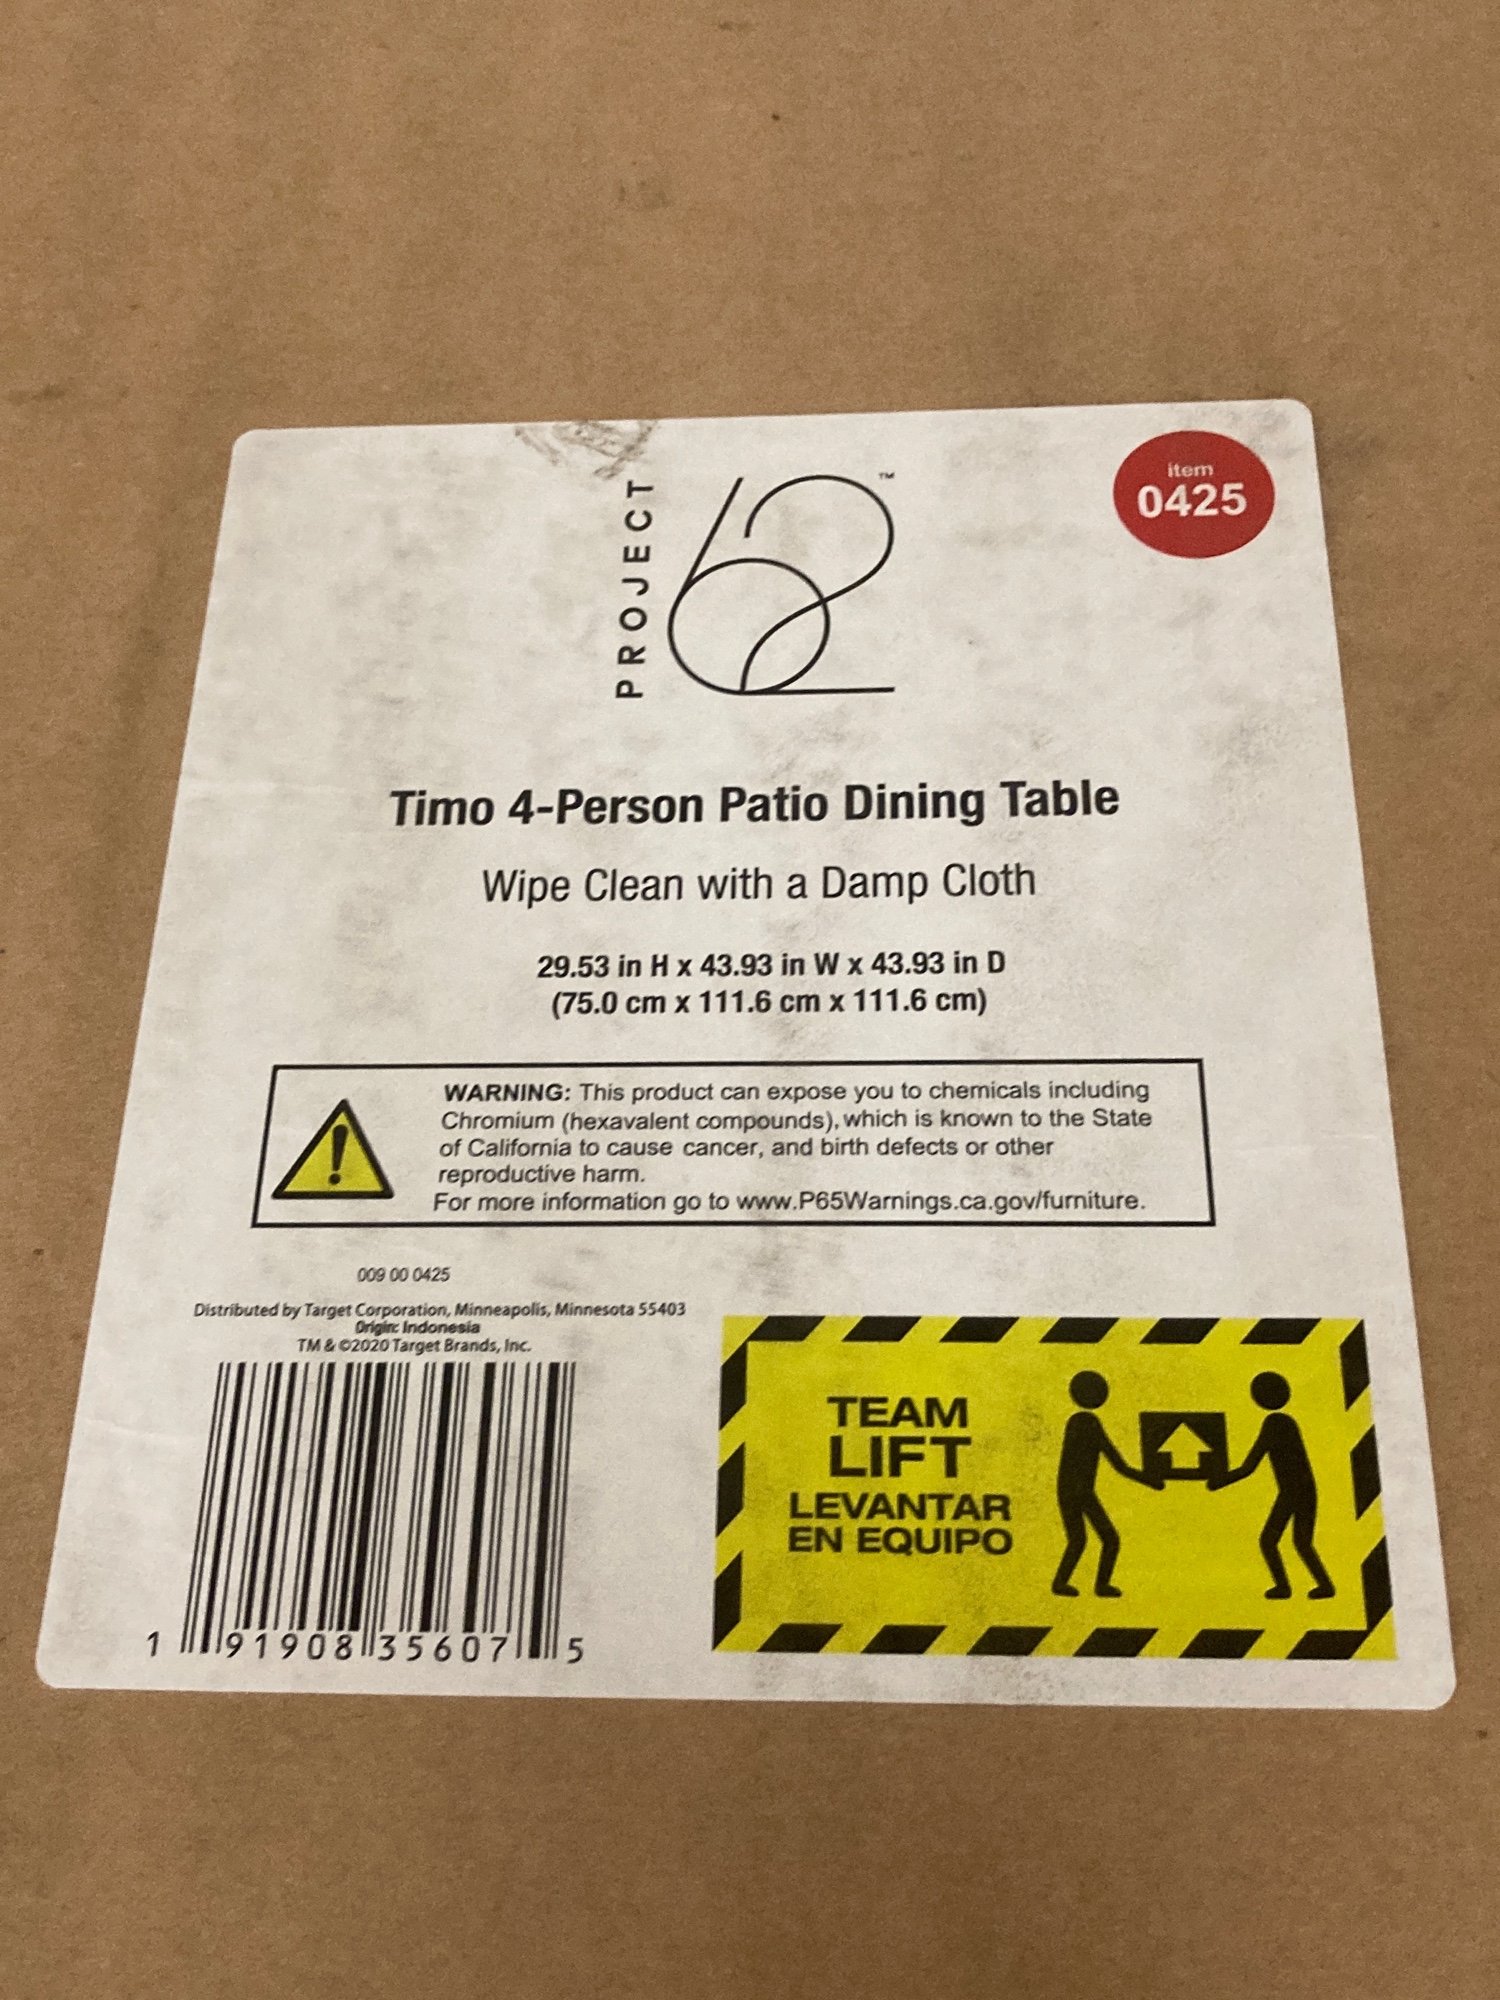 PROJECT
62™
item
0425
Timo 4-Person Patio Dining Table
Wipe Clean with a Damp Cloth
29.53 in H x 43.93 in W x 43.93 in D
(75.0 cm x 111.6 cm x 111.6 cm)
WARNING: This product can expose you to chemicals including
Chromium (hexavalent compounds), which is known to the State
of California to cause cancer, and birth defects or other
reproductive harm.
For more information go to www.P65Warnings.ca.gov/furniture.
009 00 0425
Distributed by Target Corporation, Minneapolis, Minnesota 55403
Origin: Indonesia
TM & ©2020 Target Brands, Inc.
1 91908 35607 5
TEAM
LIFT
LEVANTAR
EN EQUIPO